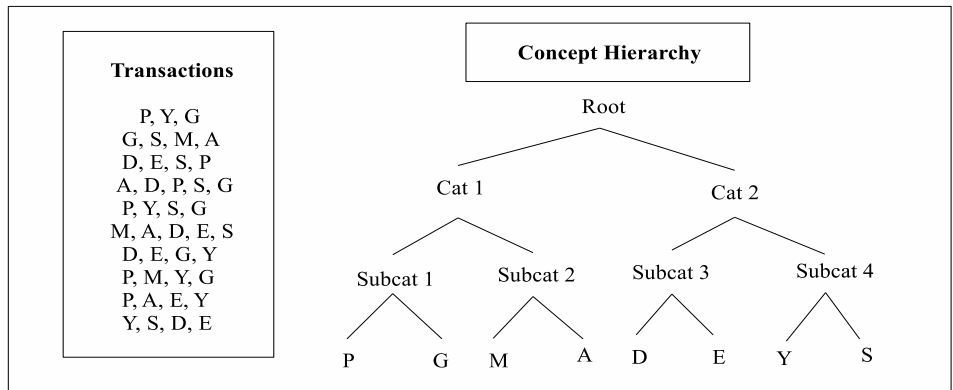 Transactions
P, Y, G
G, S, M, A
D, E, S, P
A, D, P, S, G
P, Y, S, G
M, A, D, E, S
D, E, G, Y
P, M, Y, G
P, A, E, Y
Y, S, D, E
Concept Hierarchy
Root
Cat 1 Cat 2
Subcat 1 Subcat 2 Subcat 3 Subcat 4
P G M A D E Y S